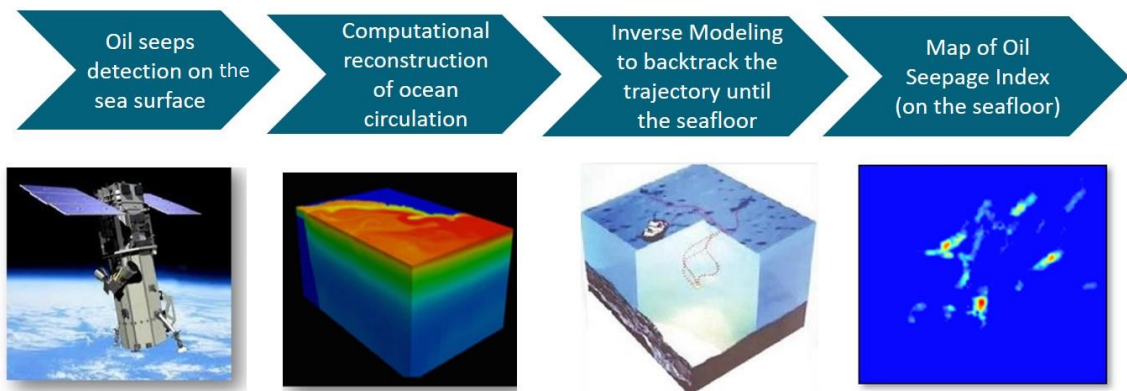 Oil seeps
detection on the
sea surface
Computational
reconstruction
of ocean
circulation
Inverse Modeling
to backtrack the
trajectory until
the seafloor
Map of Oil
Seepage Index
(on the seafloor)